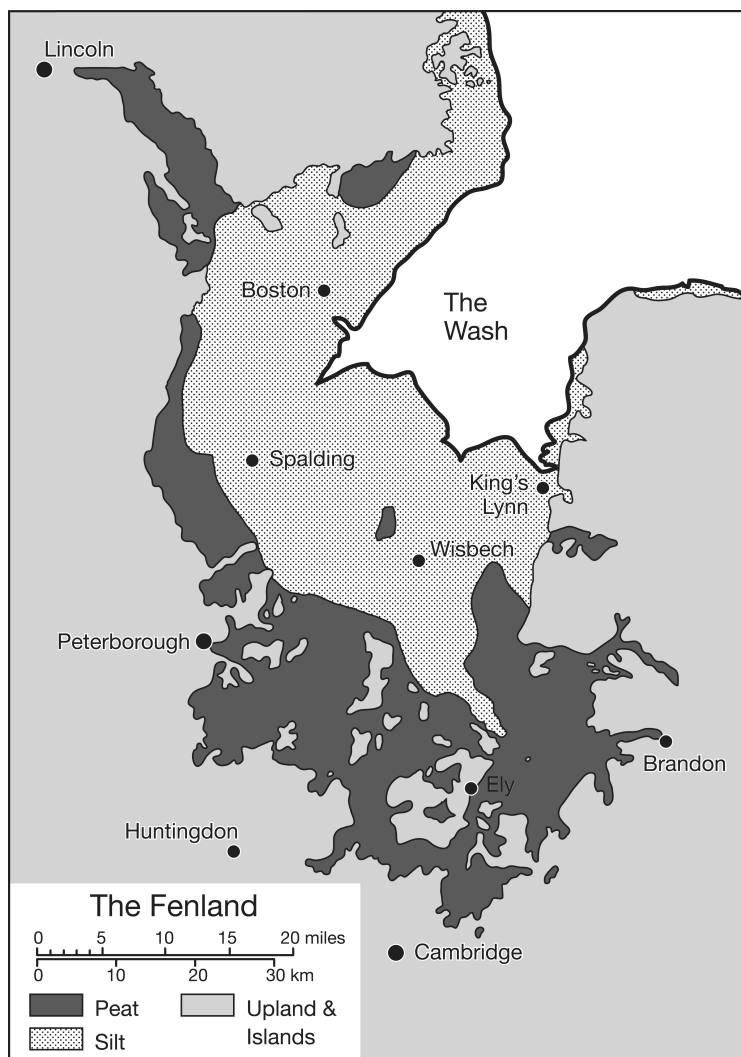 Lincoln
Boston
The
Wash
Spalding
King's
Lynn
Wisbech
Peterborough
Brandon
Ely
Huntingdon
The Fenland
0 5 10 15 20 miles
0 10 20 30 km
Cambridge
Peat
Upland &
Islands
Silt